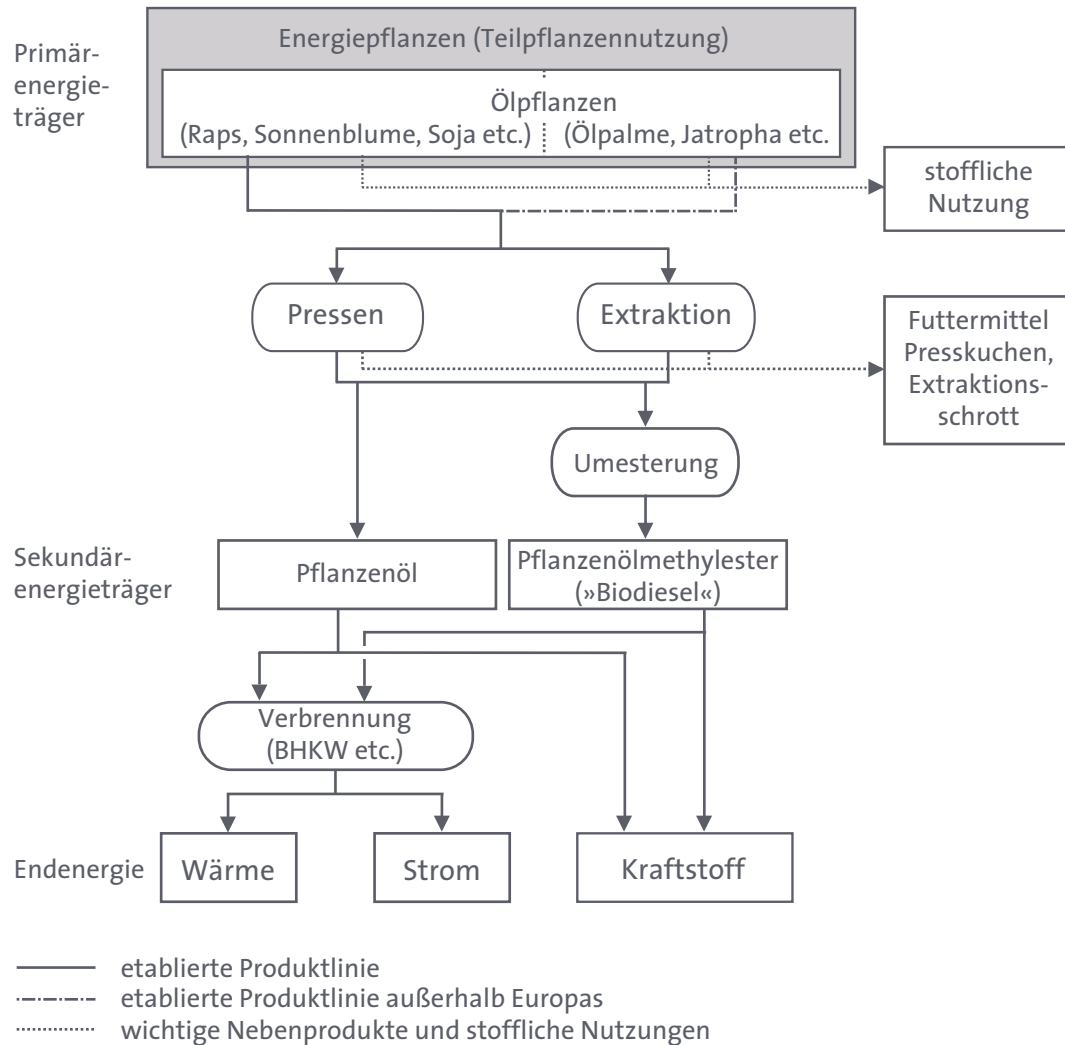 Energiepflanzen (Teilpflanzennutzung)
Primär-
energie-
träger
Ölpflanzen
(Raps, Sonnenblume, Soja etc.)
(Ölpalme, Jatropha etc.
stoffliche
Nutzung
Pressen
Extraktion
Futtermittel
Presskuchen,
Extraktions-
schrott
Umesterung
Sekundär-
energieträger
Pflanzenöl
Pflanzenölmethylester
(»Biodiesel«)
Verbrennung
(BHKW etc.)
Endenergie
Wärme
Strom
Kraftstoff
etablierte Produktlinie
etablierte Produktlinie außerhalb Europas
wichtige Nebenprodukte und stoffliche Nutzungen